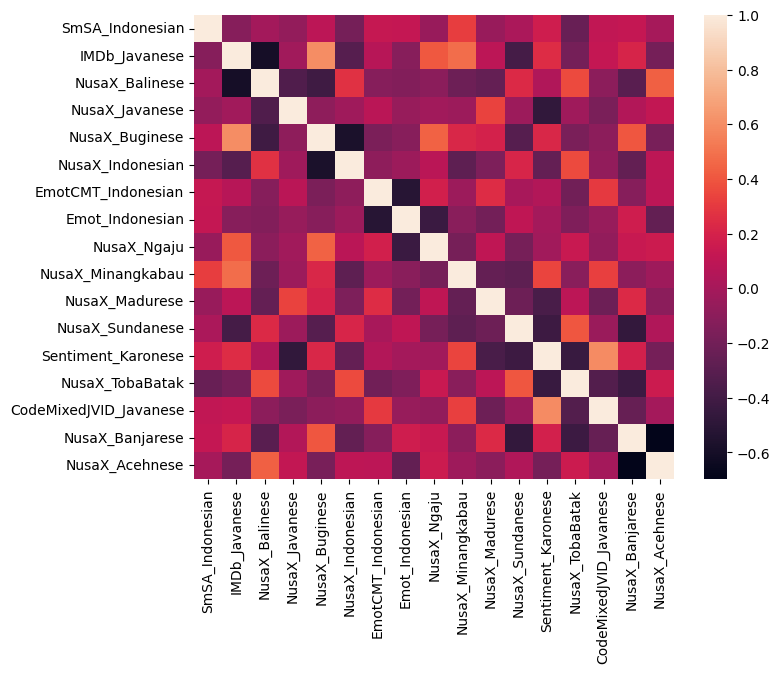 SmSA_Indonesian
IMDb_Javanese
NusaX_Balinese
NusaX_Javanese
NusaX_Buginese
NusaX_Indonesian
EmotCMT_Indonesian
Emot_Indonesian
NusaX_Ngaju
NusaX_Minangkabau
NusaX_Madurese
NusaX_Sundanese
Sentiment_Karonese
NusaX_TobaBatak
CodeMixedJVID_Javanese
NusaX_Banjarese
NusaX_Acehnese
SmSA_Indonesian
IMDb_Javanese
NusaX_Balinese
NusaX_Javanese
NusaX_Buginese
NusaX_Indonesian
EmotCMT_Indonesian
Emot_Indonesian
NusaX_Ngaju
NusaX_Minangkabau
NusaX_Madurese
NusaX_Sundanese
Sentiment_Karonese
NusaX_TobaBatak
CodeMixedJVID_Javanese
NusaX_Banjarese
NusaX_Acehnese
1.0
0.8
0.6
0.4
0.2
0.0
−0.2
−0.4
−0.6